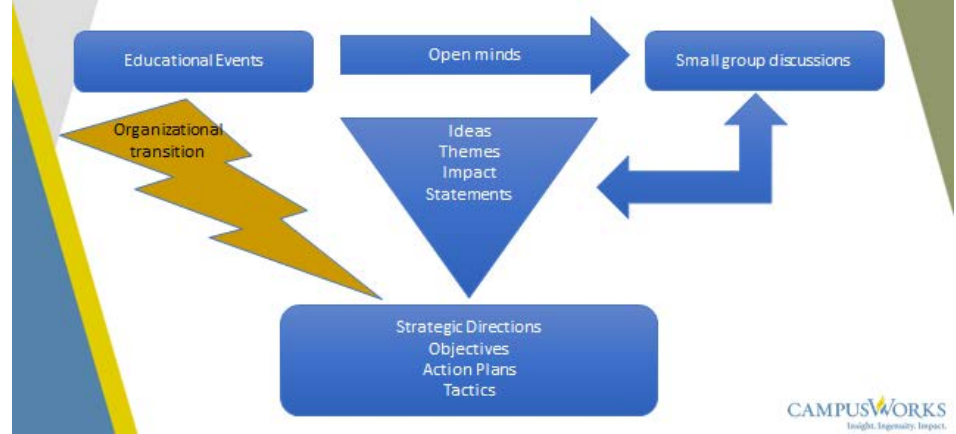 Educational Events
Open minds
Small group discussions
Organizational
transition
Ideas
Themes
Impact
Statements
Strategic Directions
Objectives
Action Plans
Tactics
CAMPUSWORKS
Insight. Ingenuity. Impact.